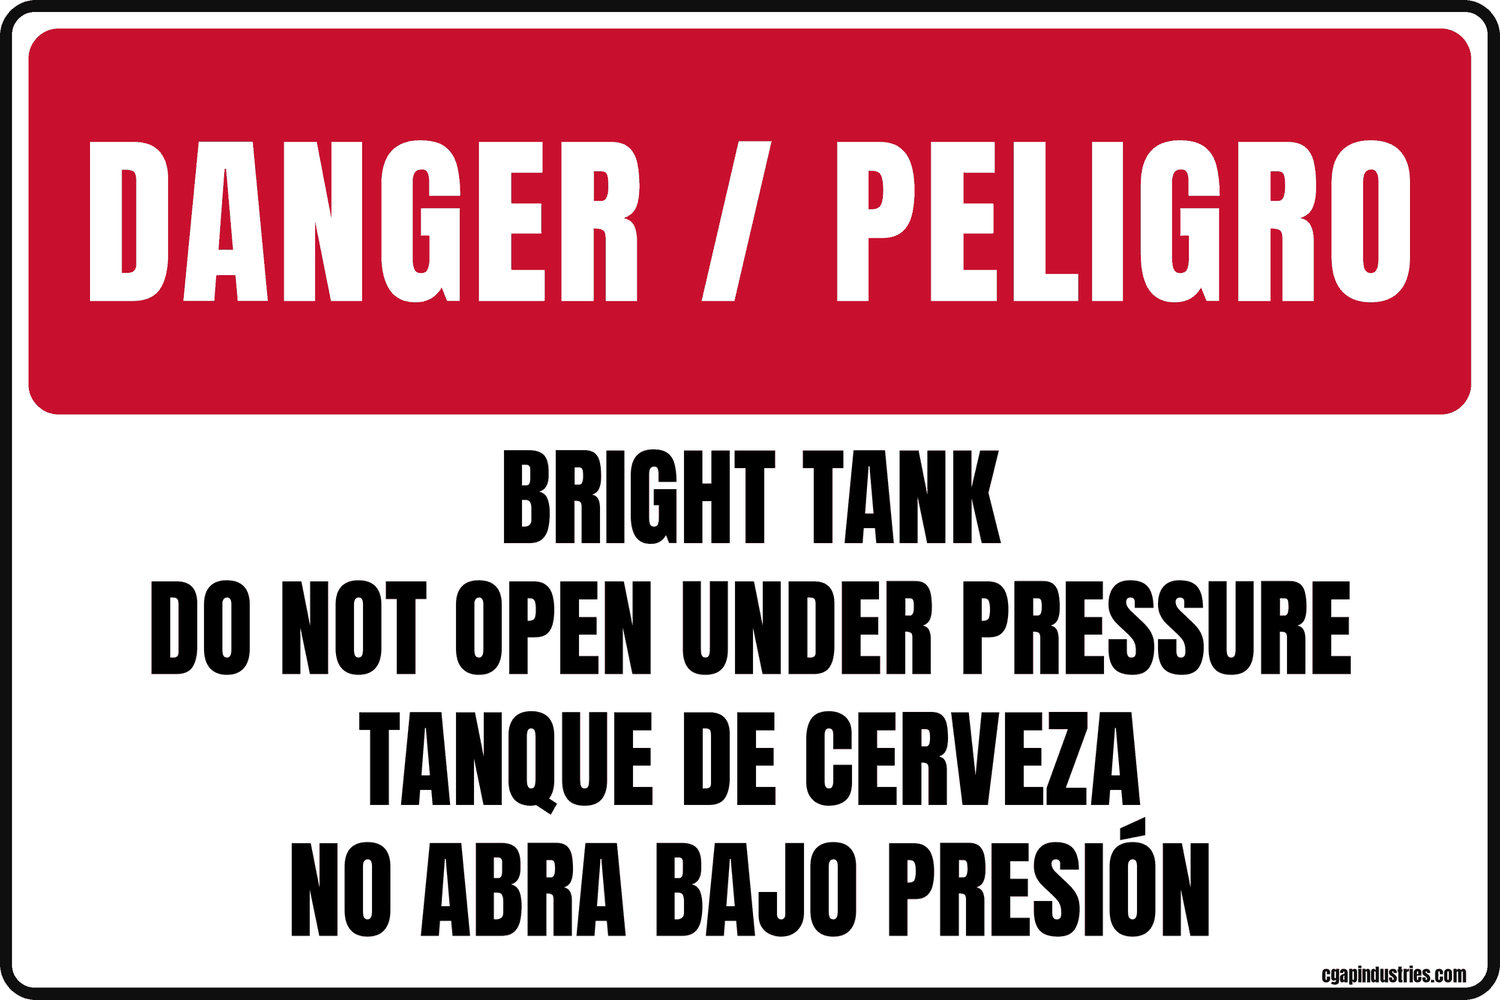 DANGER / PELIGRO
BRIGHT TANK
DO NOT OPEN UNDER PRESSURE
TANQUE DE CERVEZA
NO ABRA BAJO PRESIÓN
cgapindustries.com